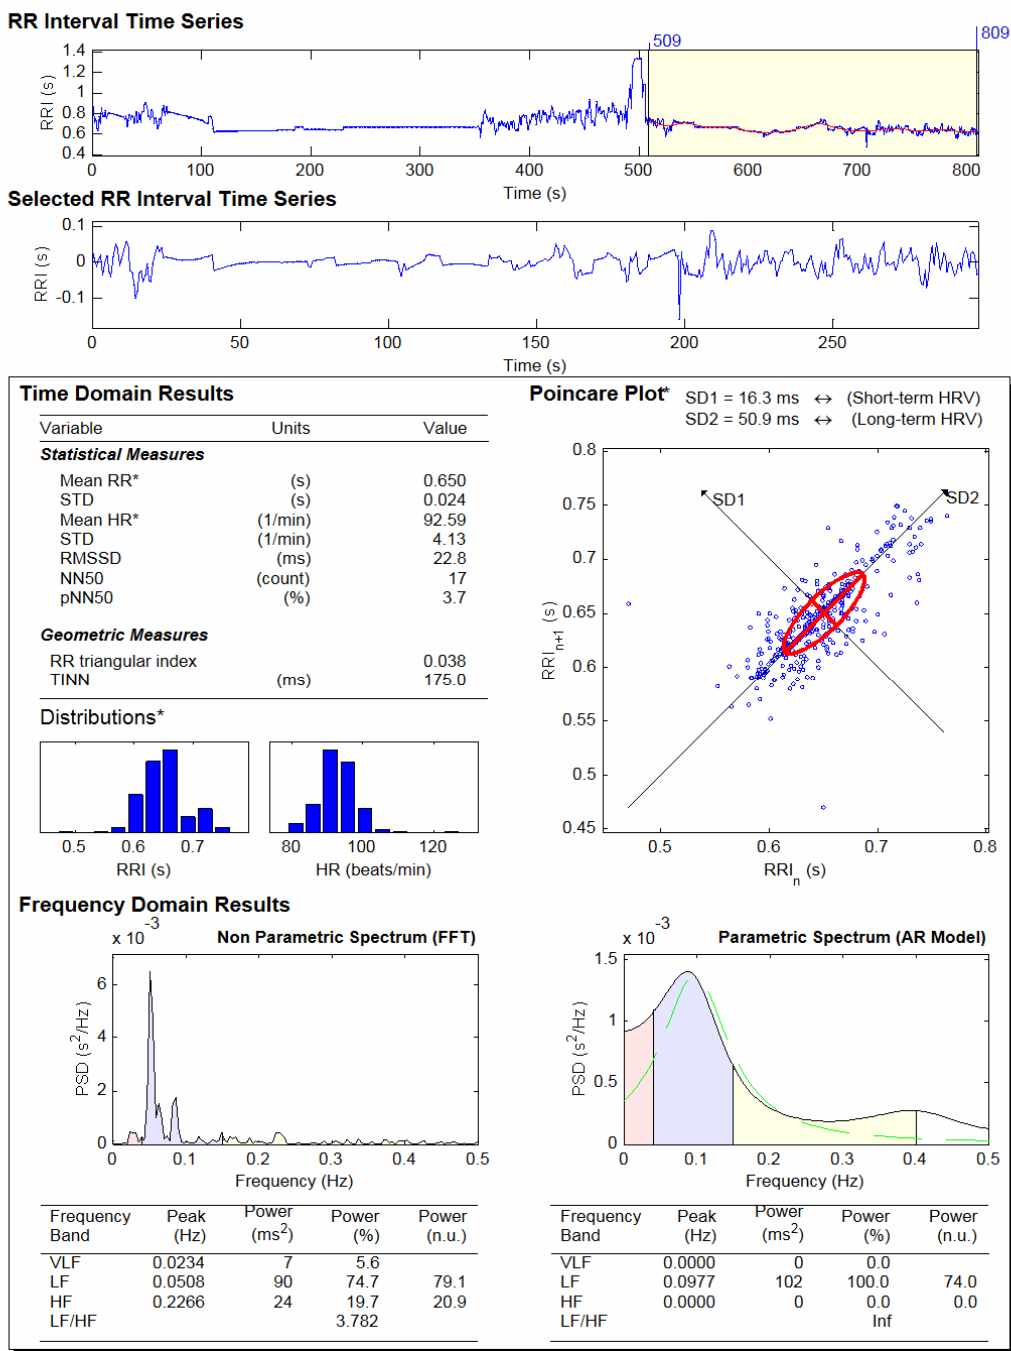 RR Interval Time Series
509
809
1.4
1.2
1
0.8
0.6
0.4
RRI (s)
0 100 200 300 400 500 600 700 800
Time (s)
Selected RR Interval Time Series
0.1
0
-0.1
RRI (s)
0 50 100 150 200 250
Time (s)
Time Domain Results
Variable Units Value
Statistical Measures
Mean RR* (s) 0.650
STD (s) 0.024
Mean HR* (1/min) 92.59
STD (1/min) 4.13
RMSSD (ms) 22.8
NN50 (count) 17
pNN50 (%) 3.7
Geometric Measures
RR triangular index 0.038
TINN (ms) 175.0
Distributions*
0.5 0.6 0.7
RRI (s)
80 100 120
HR (beats/min)
Poincare Plot*
SD1 = 16.3 ms ↔ (Short-term HRV)
SD2 = 50.9 ms ↔ (Long-term HRV)
0.8
0.75
0.7
0.65
0.6
0.55
0.5
0.45
SD1
SD2
RRIn+1 (s)
0.5 0.6 0.7 0.8
RRIn (s)
Frequency Domain Results
x 10-3
Non Parametric Spectrum (FFT)
6
4
2
0
PSD (s2/Hz)
0 0.1 0.2 0.3 0.4 0.5
Frequency (Hz)
Frequency Peak Power Power Power
Band (Hz) (ms2) (%) (n.u.)
VLF 0.0234 7 5.6
LF 0.0508 90 74.7 79.1
HF 0.2266 24 19.7 20.9
LF/HF 3.782
x 10-3
Parametric Spectrum (AR Model)
1.5
1
0.5
0
PSD (s2/Hz)
0 0.1 0.2 0.3 0.4 0.5
Frequency (Hz)
Frequency Peak Power Power Power
Band (Hz) (ms2) (%) (n.u.)
VLF 0.0000 0 0.0
LF 0.0977 102 100.0 74.0
HF 0.0000 0 0.0 0.0
LF/HF Inf